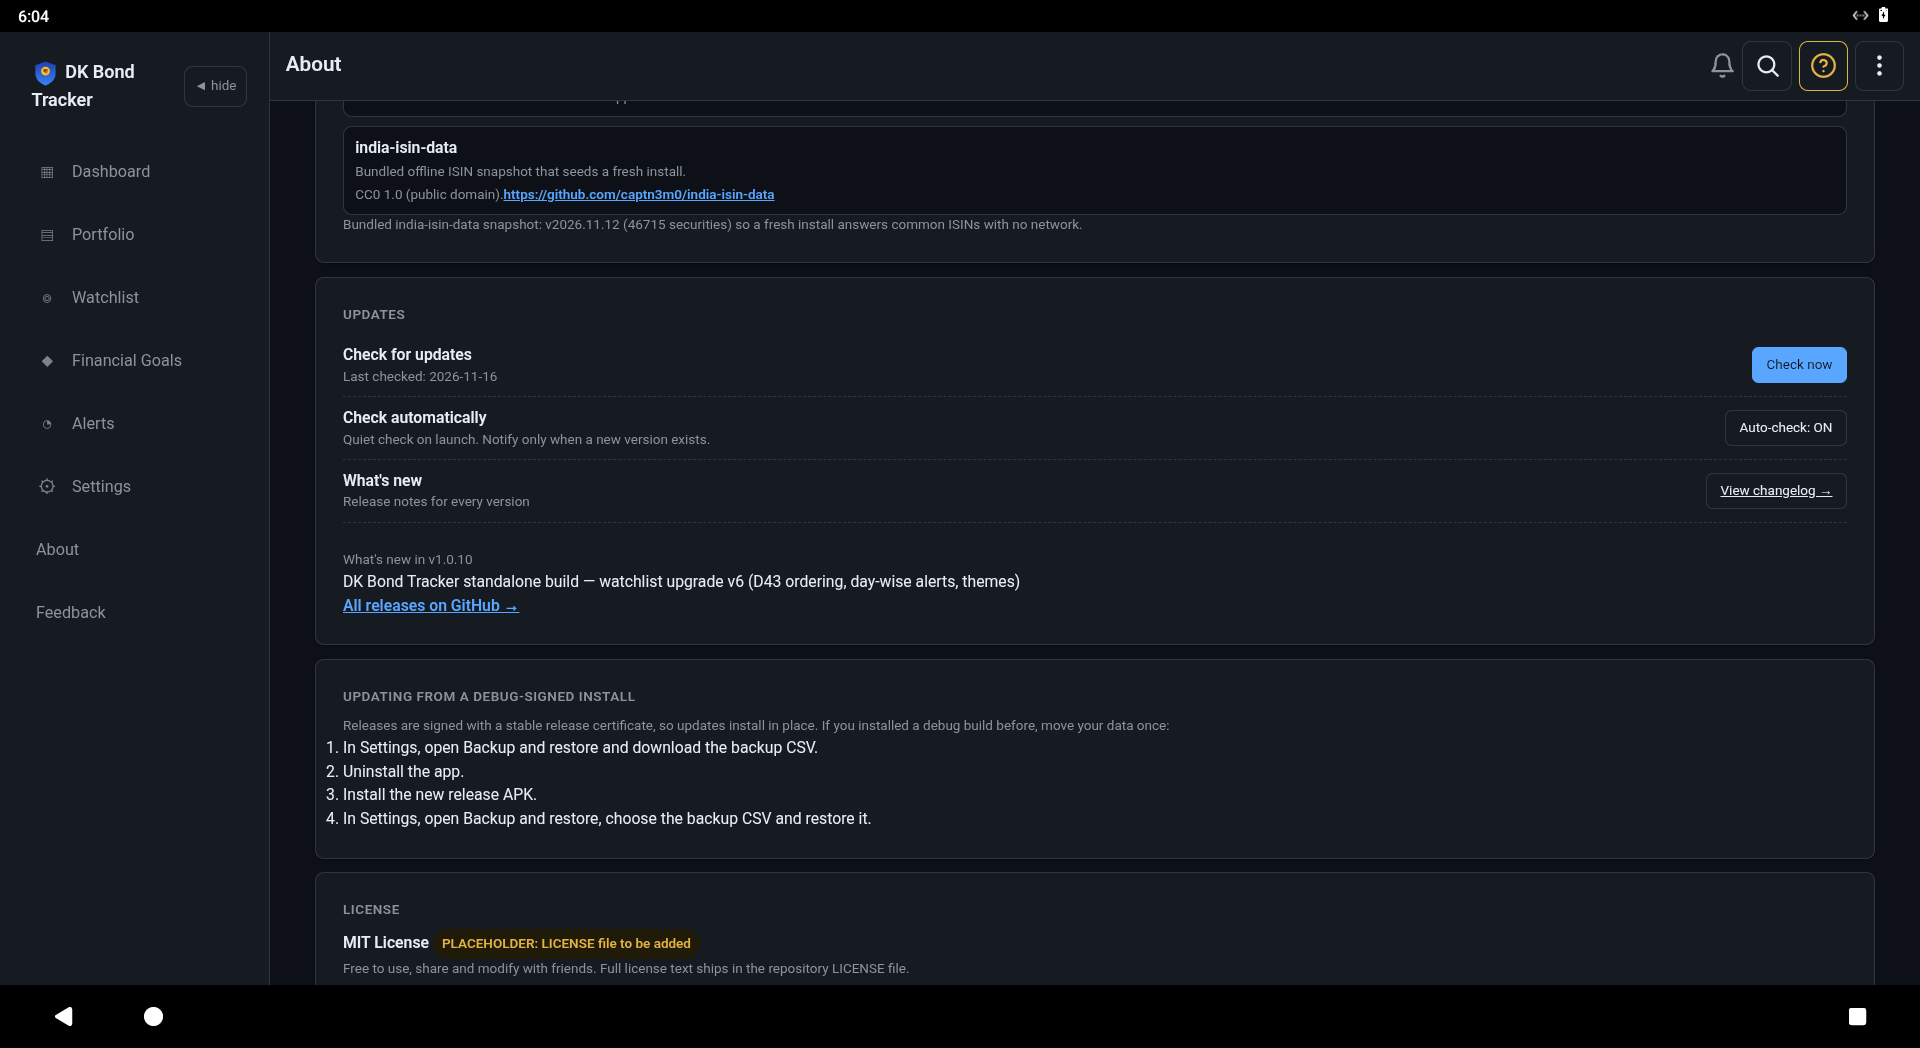 6:04
DK Bond
Tracker
◄ hide
About
Dashboard
Portfolio
Watchlist
Financial Goals
Alerts
Settings
About
Feedback
india-isin-data
Bundled offline ISIN snapshot that seeds a fresh install.
CC0 1.0 (public domain).https://github.com/captn3m0/india-isin-data
Bundled india-isin-data snapshot: v2026.11.12 (46715 securities) so a fresh install answers common ISINs with no network.
UPDATES
Check for updates
Last checked: 2026-11-16
Check now
Check automatically
Quiet check on launch. Notify only when a new version exists.
Auto-check: ON
What's new
Release notes for every version
View changelog →
What's new in v1.0.10
DK Bond Tracker standalone build — watchlist upgrade v6 (D43 ordering, day-wise alerts, themes)
All releases on GitHub →
UPDATING FROM A DEBUG-SIGNED INSTALL
Releases are signed with a stable release certificate, so updates install in place. If you installed a debug build before, move your data once:
1. In Settings, open Backup and restore and download the backup CSV.
2. Uninstall the app.
3. Install the new release APK.
4. In Settings, open Backup and restore, choose the backup CSV and restore it.
LICENSE
MIT License PLACEHOLDER: LICENSE file to be added
Free to use, share and modify with friends. Full license text ships in the repository LICENSE file.